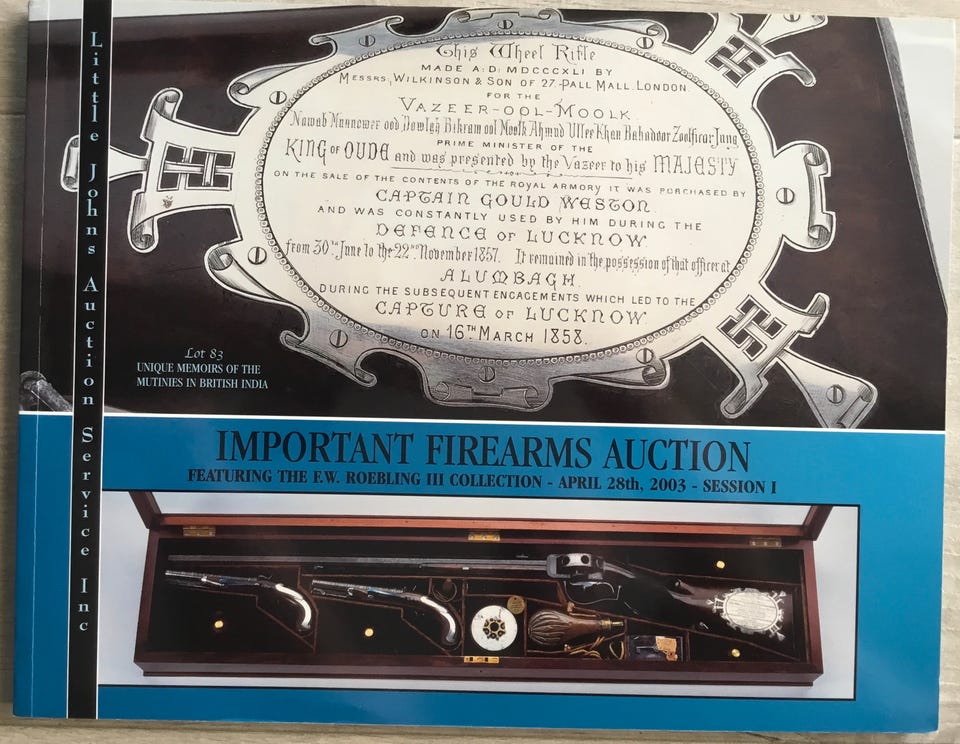 Little Johns Auction Service Inc
This Wheel Rifle
MADE A:D: MDCCCXLI BY
MESSRS, WILKINSON & SON OF 27. PALL MALL. LONDON
FOR THE
VAZEER-OOL-MOOLK
Nawab Munnower ood Dowlah Bikram ool Moolk Ahmud Ullee Khan Bahadoor Zoolficar Jang
PRIME MINISTER OF THE
KING of OUDE and was presented by the Vazeer to his MAJESTY
ON THE SALE OF THE CONTENTS OF THE ROYAL ARMORY IT WAS PURCHASED BY
CAPTAIN GOULD WESTON
AND WAS CONSTANTLY USED BY HIM DURING THE
DEFENCE OF LUCKNOW
from 30th June to the 22nd November 1857. It remained in the possession of that officer at
ALUMBAGH.
DURING THE SUBSEQUENT ENGAGEMENTS WHICH LED TO THE
CAPTURE OF LUCKNOW
ON 16TH MARCH 1858.
Lot 83
UNIQUE MEMOIRS OF THE
MUTINIES IN BRITISH INDIA
IMPORTANT FIREARMS AUCTION
FEATURING THE F.W. ROEBLING III COLLECTION - APRIL 28th, 2003 - SESSION I